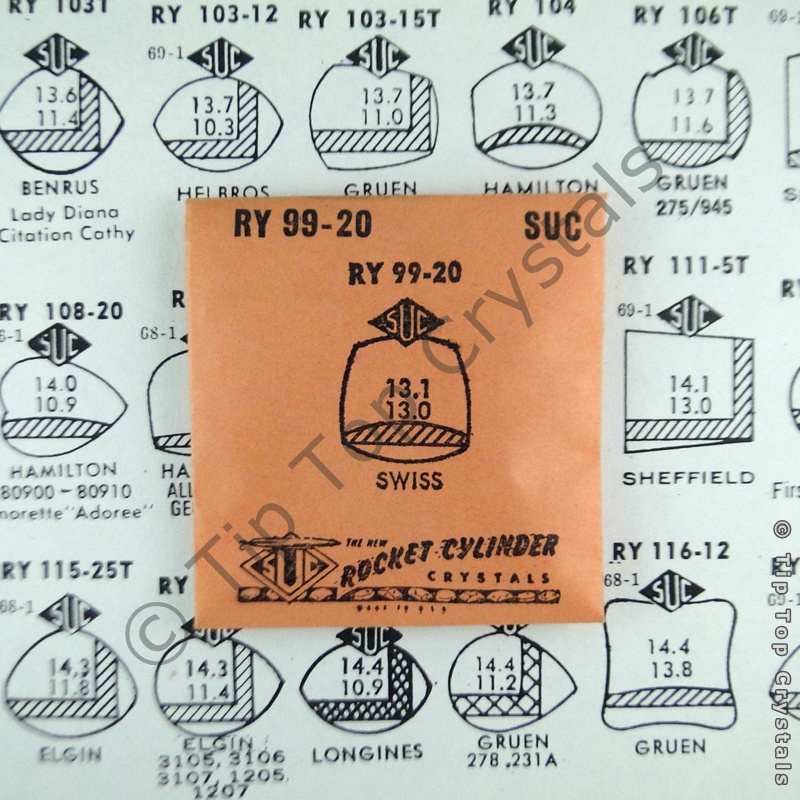 RY 103T
RY 103-12
RY 103-15T
RY 104
RY 106T
69-1
SUC
SUC
SUC
SUC
SUC
13.6
11.4
13.7
10.3
13.7
11.0
13.7
11.3
13.7
11.6
BENRUS
Lady Diana
Citation Cathy
HELBROS
GRUEN
HAMILTON
GRUEN
275/945
RY 99-20
SUC
RY 99-20
SUC
13.1
13.0
SWISS
THE NEW
SUC
ROCKET-CYLINDER
CRYSTALS
MADE IN U.S.A.
RY 108-20
SUC
14.0
10.9
HAMILTON
80900-80910
"Adoree"
68-1
RY 111-5T
69-1
SUC
14.1
13.0
SHEFFIELD
RY 115-25T
68-1
SUC
14.3
11.8
ELGIN
RY
SUC
14.3
11.4
ELGIN
3105, 3106
3107, 1205,
1207
SUC
14.4
10.9
LONGINES
14.4
11.2
GRUEN
278,231A
RY 116-12
68-1
SUC
14.4
13.8
GRUEN
© Tip Top Crystals
© Tip Top Crystals